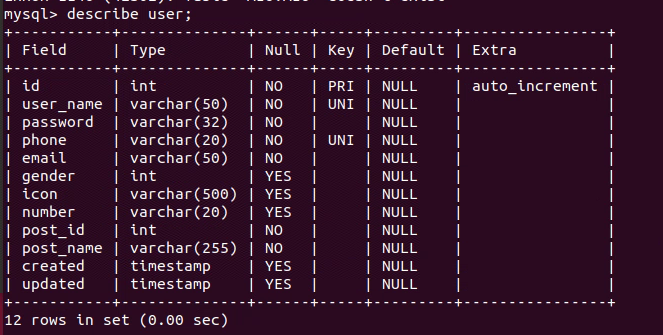 mysql> describe user;
+-----------+--------------+------+-----+---------+----------------+
| Field     | Type         | Null | Key | Default | Extra          |
+-----------+--------------+------+-----+---------+----------------+
| id        | int          | NO   | PRI | NULL    | auto_increment |
| user_name | varchar(50)  | NO   | UNI | NULL    |                |
| password  | varchar(32)  | NO   |     | NULL    |                |
| phone     | varchar(20)  | NO   | UNI | NULL    |                |
| email     | varchar(50)  | NO   |     | NULL    |                |
| gender    | int          | YES  |     | NULL    |                |
| icon      | varchar(500) | YES  |     | NULL    |                |
| number    | varchar(20)  | YES  |     | NULL    |                |
| post_id   | int          | NO   |     | NULL    |                |
| post_name | varchar(255) | NO   |     | NULL    |                |
| created   | timestamp    | YES  |     | NULL    |                |
| updated   | timestamp    | YES  |     | NULL    |                |
+-----------+--------------+------+-----+---------+----------------+
12 rows in set (0.00 sec)